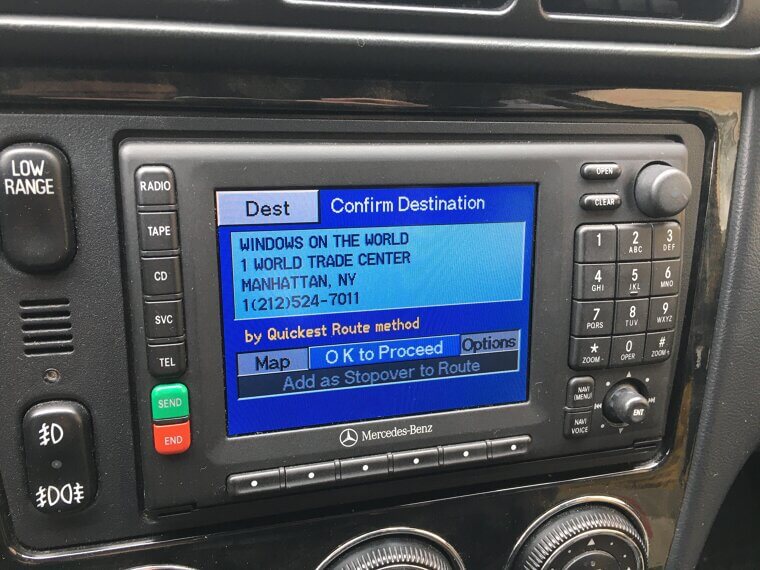 OPEN
CLEAR
LOW
RANGE
RADIO
TAPE
CD
SVC
TEL
SEND
END
Dest
Confirm Destination
WINDOWS ON THE WORLD
1 WORLD TRADE CENTER
MANHATTAN, NY
1(212)524-7011
by Quickest Route method
Map
OK to Proceed
Options
Add as Stopover to Route
Mercedes-Benz
1
2 ABC
3 DEF
4 GHI
5 JKL
6 MNO
7 PQRS
8 TUV
9 WXYZ
* ZOOM-
0 OPER
# ZOOM+
NAVI
(MENU)
NAVI
VOICE
ENT